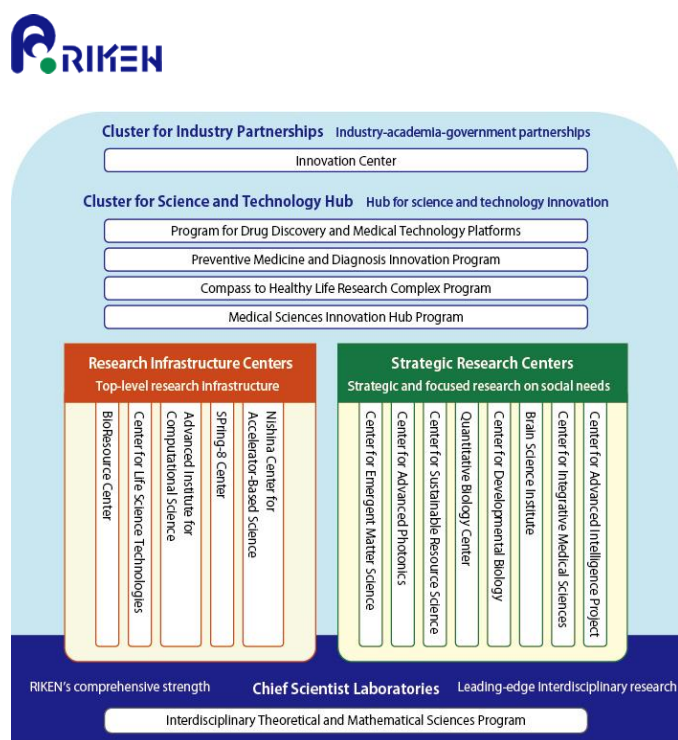 RIKEN
Cluster for Industry Partnerships Industry-academia-government partnerships
Innovation Center
Cluster for Science and Technology Hub Hub for science and technology innovation
Program for Drug Discovery and Medical Technology Platforms
Preventive Medicine and Diagnosis Innovation Program
Compass to Healthy Life Research Complex Program
Medical Sciences Innovation Hub Program
Research Infrastructure Centers
Top-level research infrastructure
BioResource Center
Center for Life Science Technologies
Advanced Institute for
Computational Science
SPring-8 Center
Nishina Center for
Accelerator-Based Science
Strategic Research Centers
Strategic and focused research on social needs
Center for Emergent Matter Science
Center for Advanced Photonics
Center for Sustainable Resource Science
Quantitative Biology Center
Center for Developmental Biology
Brain Science Institute
Center for Integrative Medical Sciences
Center for Advanced Intelligence Project
RIKEN's comprehensive strength Chief Scientist Laboratories Leading-edge interdisciplinary research
Interdisciplinary Theoretical and Mathematical Sciences Program